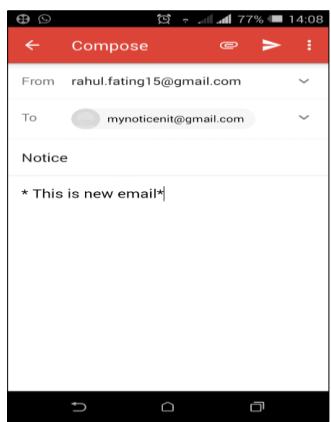 77% 14:08
Compose
From rahul.fating15@gmail.com
To mynoticenit@gmail.com
Notice
* This is new email*